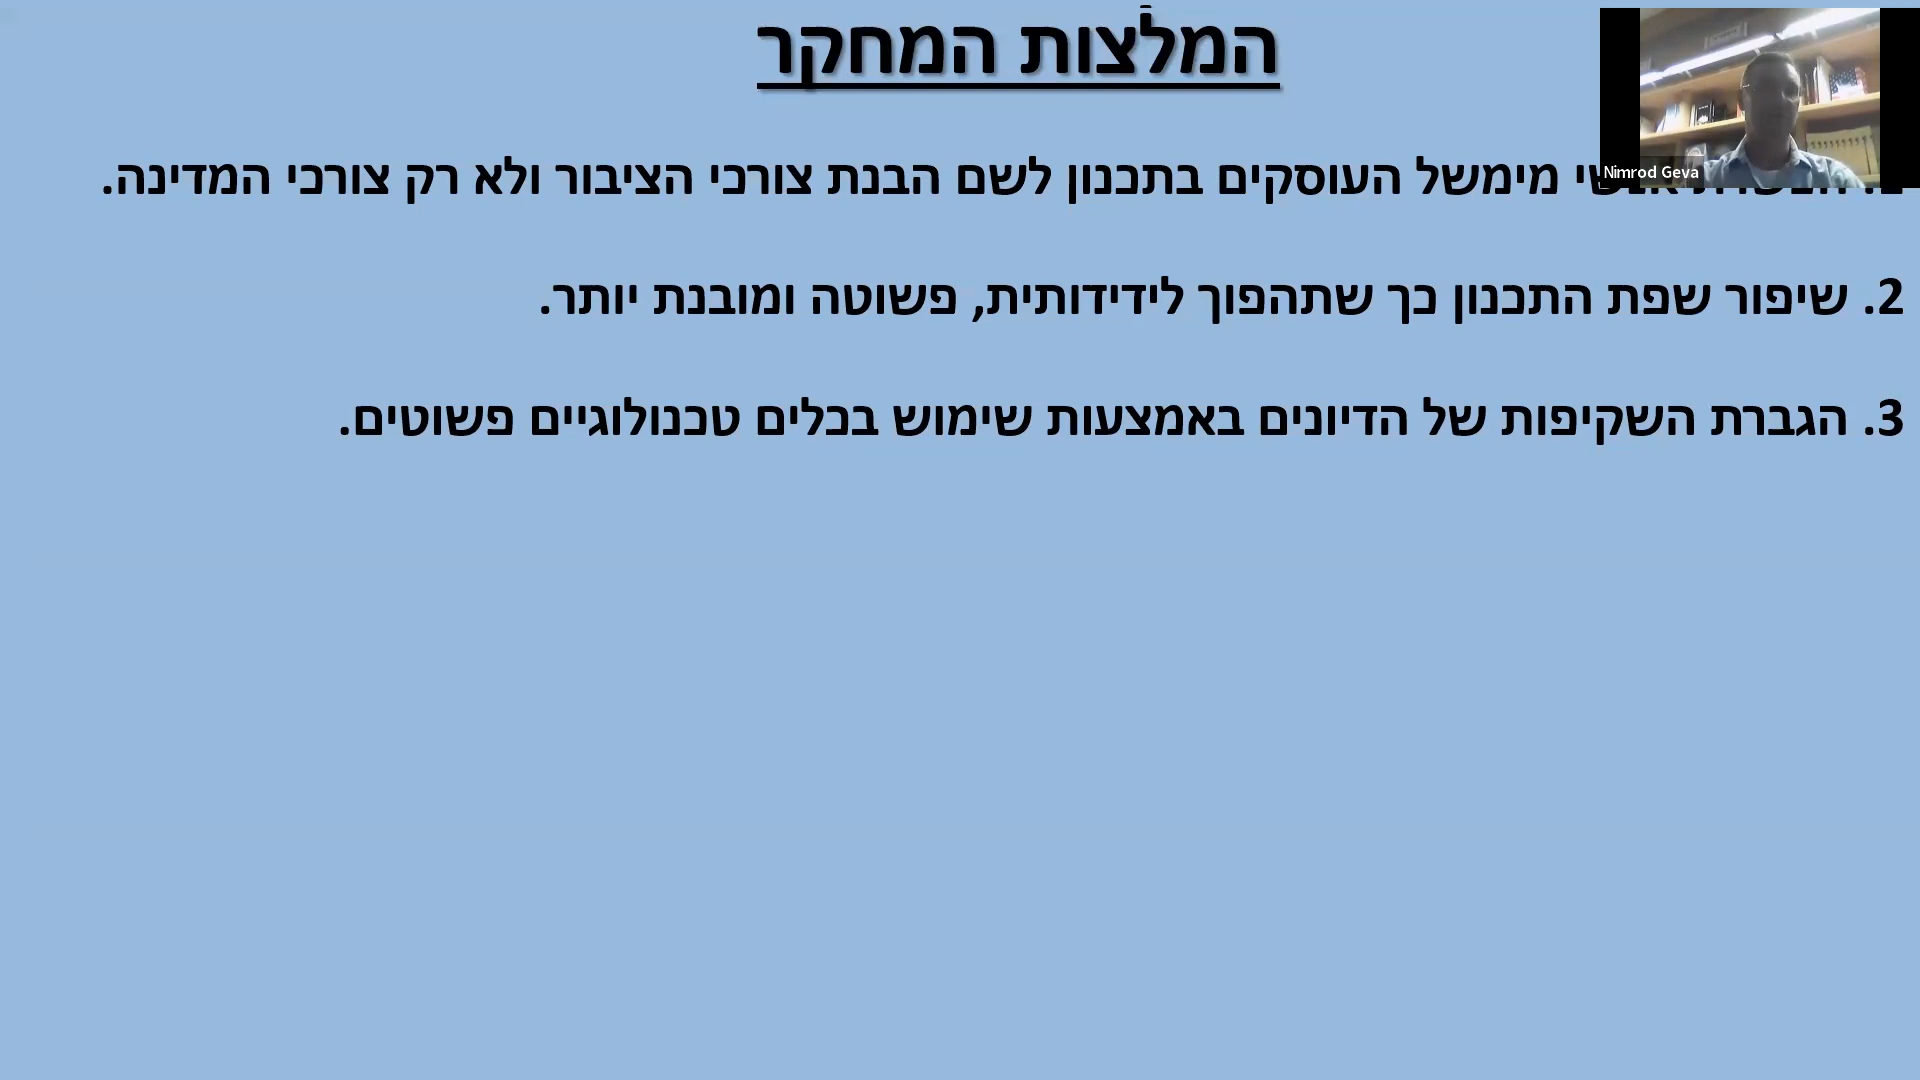 המלצות המחקר
מימשל העוסקים בתכנון לשם הבנת צורכי הציבור ולא רק צורכי המדינה.
2. שיפור שפת התכנון כך שתהפוך לידידותית, פשוטה ומובנת יותר.
3. הגברת השקיפות של הדיונים באמצעות שימוש בכלים טכנולוגיים פשוטים.
Nimrod Geva